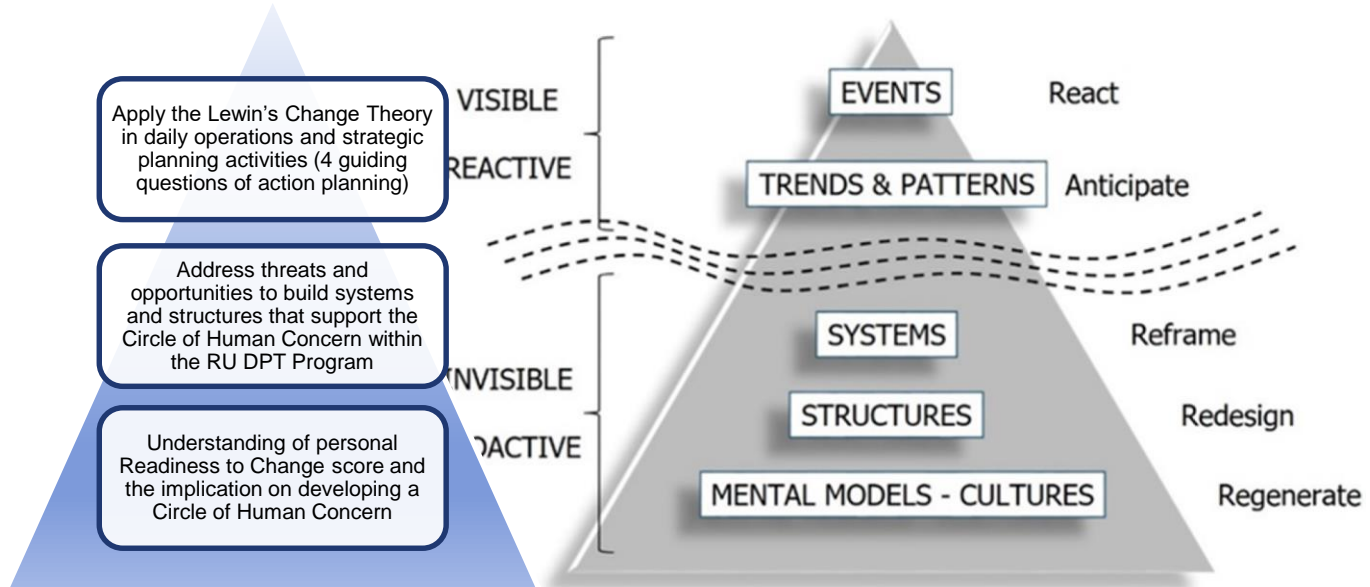 Apply the Lewin's Change Theory
in daily operations and strategic
planning activities (4 guiding
questions of action planning)
Address threats and
opportunities to build systems
and structures that support the
Circle of Human Concern within
the RU DPT Program
Understanding of personal
Readiness to Change score and
the implication on developing a
Circle of Human Concern
VISIBLE
REACTIVE
INVISIBLE
EVENTS
React
TRENDS & PATTERNS
Anticipate
SYSTEMS
Reframe
STRUCTURES
Redesign
MENTAL MODELS - CULTURES
Regenerate